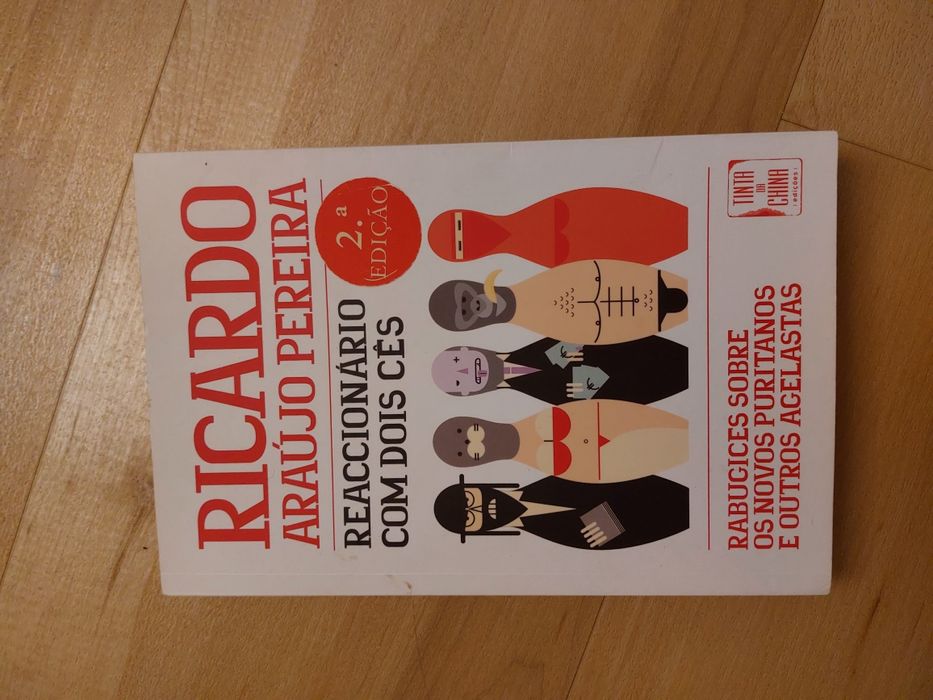 RICARDO
ARAÚJO PEREIRA
REACCIONÁRIO
COM DOIS CÊS
2.ª
EDIÇÃO
RABUGICES SOBRE
OS NOVOS PURITANOS
E OUTROS AGELASTAS
TINTA
DA
CHINA
edições